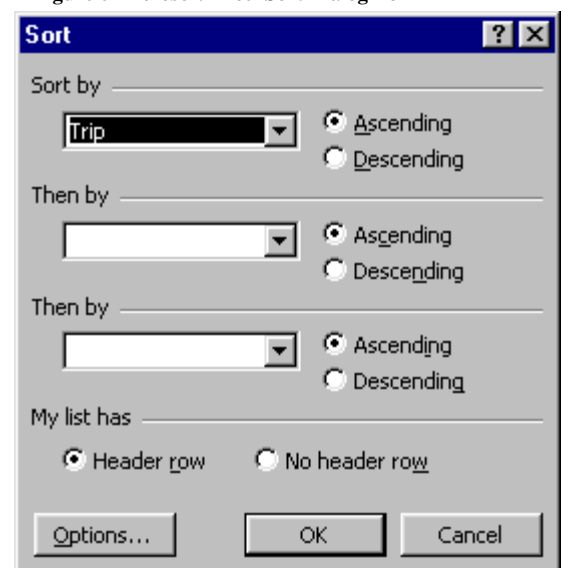 Sort ? ×
Sort by
Trip
Ascending
Descending
Then by
Ascending
Descending
Then by
Ascending
Descending
My list has
Header row No header row
Options... OK Cancel